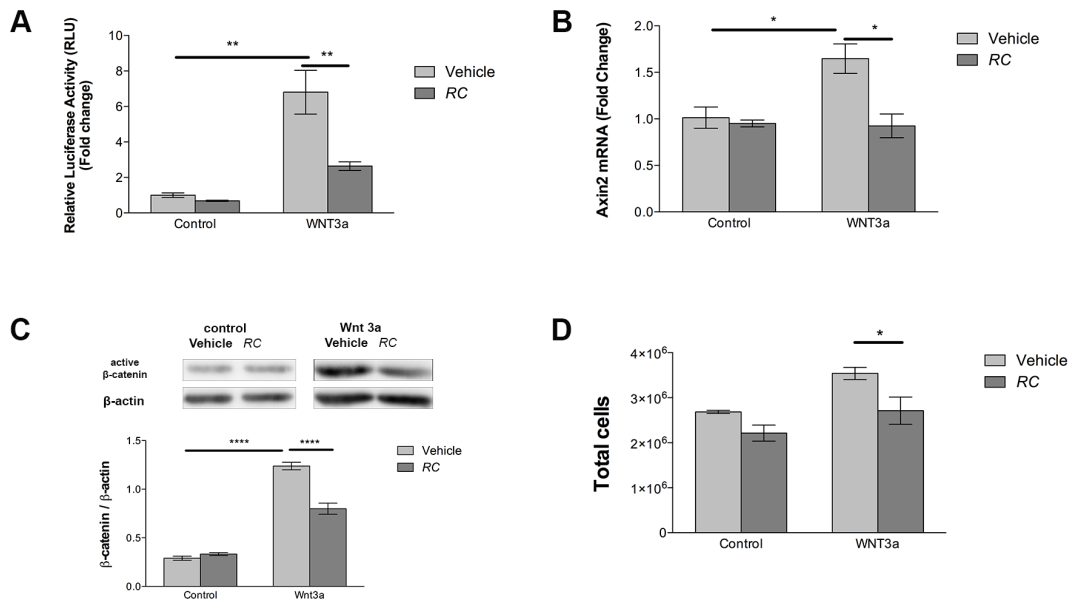 A
Relative Luciferase Activity (RLU)
(Fold change)
10
8
6
4
2
0
**
**
Control
WNT3a
Vehicle
RC
B
Axin2 mRNA (Fold Change)
2.0
1.5
1.0
0.5
0.0
*
*
Control
WNT3a
Vehicle
RC
C
control
Wnt 3a
Vehicle RC
Vehicle RC
active
β-catenin
β-actin
β-catenin / β-actin
1.5
1.0
0.5
0.0
****
****
Control
Wnt3a
Vehicle
RC
D
Total cells
4×10⁶
3×10⁶
2×10⁶
1×10⁶
0
*
Control
WNT3a
Vehicle
RC